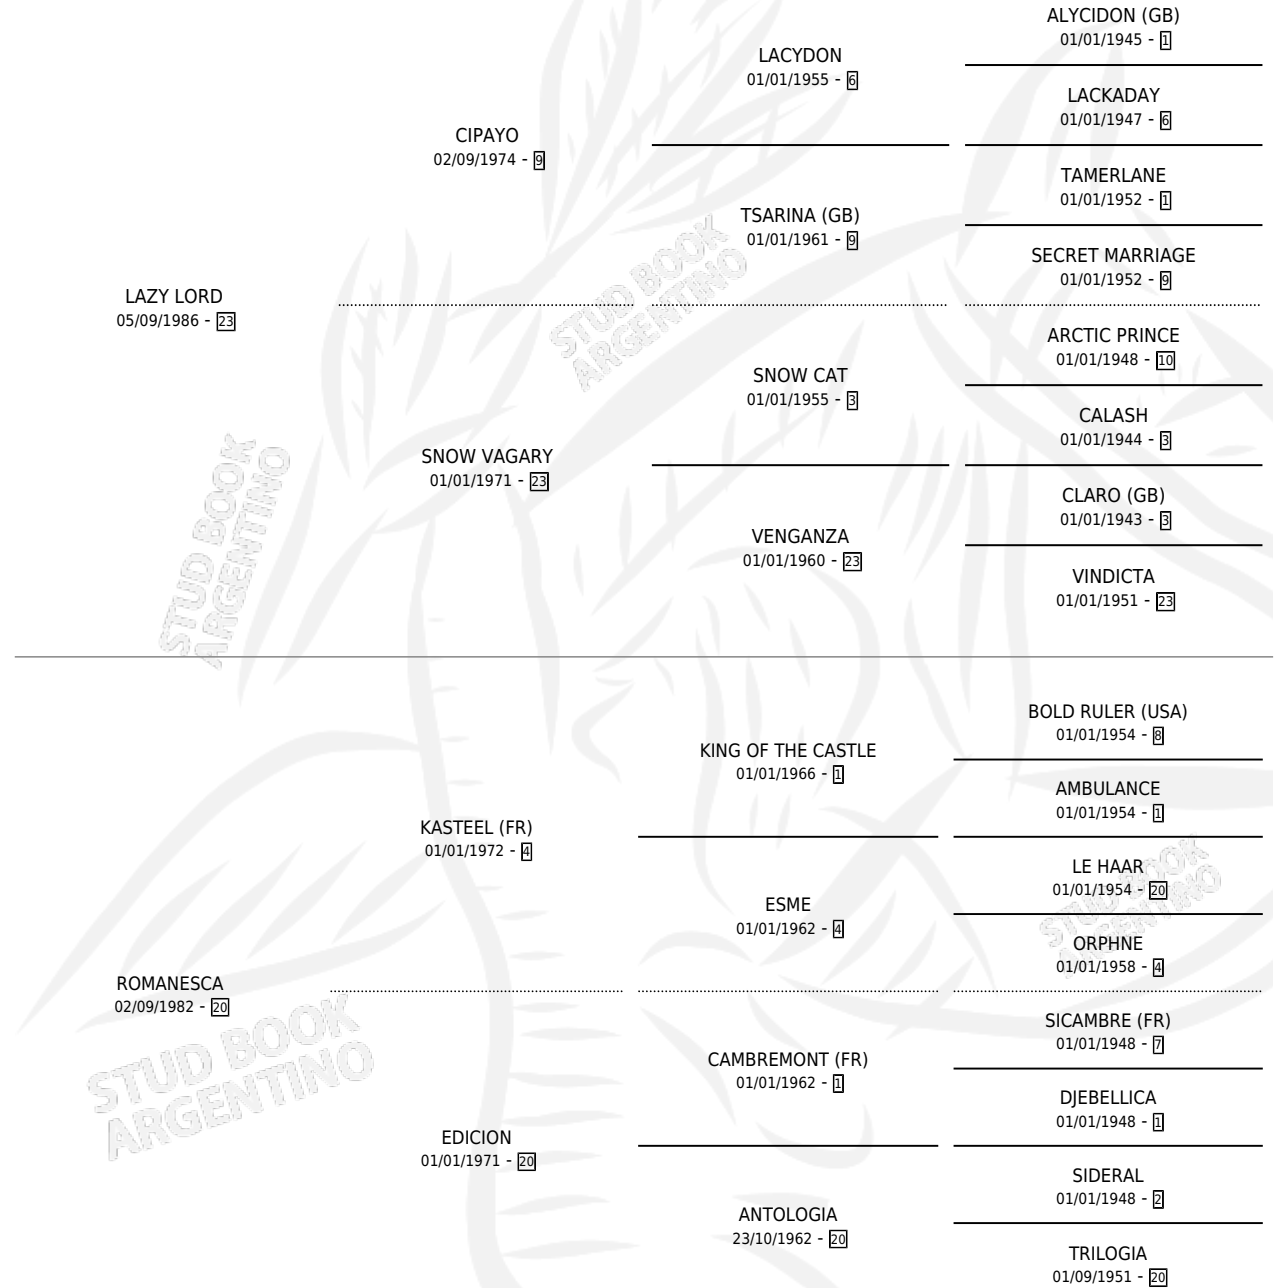 ALYCIDON (GB)
01/01/1945 - 1
LACYDON
01/01/1955 - 6
LACKADAY
01/01/1947 - 6
CIPAYO
02/09/1974 - 9
TAMERLANE
01/01/1952 - 1
TSARINA (GB)
01/01/1961 - 9
SECRET MARRIAGE
01/01/1952 - 9
LAZY LORD
05/09/1986 - 23
ARCTIC PRINCE
01/01/1948 - 10
SNOW CAT
01/01/1955 - 3
CALASH
01/01/1944 - 3
SNOW VAGARY
01/01/1971 - 23
CLARO (GB)
01/01/1943 - 3
VENGANZA
01/01/1960 - 23
VINDICTA
01/01/1951 - 23
BOLD RULER (USA)
01/01/1954 - 8
KING OF THE CASTLE
01/01/1966 - 1
AMBULANCE
01/01/1954 - 1
KASTEEL (FR)
01/01/1972 - 4
LE HAAR
01/01/1954 - 20
ESME
01/01/1962 - 4
ORPHNE
01/01/1958 - 4
ROMANESCA
02/09/1982 - 20
SICAMBRE (FR)
01/01/1948 - 7
CAMBREMONT (FR)
01/01/1962 - 1
DJEBELLICA
01/01/1948 - 1
EDICION
01/01/1971 - 20
SIDERAL
01/01/1948 - 2
ANTOLOGIA
23/10/1962 - 20
TRILOGIA
01/09/1951 - 20
STUD BOOK
ARGENTINO
STUD BOOK
ARGENTINO
STUD BOOK
ARGENTINO
STUD BOOK
ARGENTINO